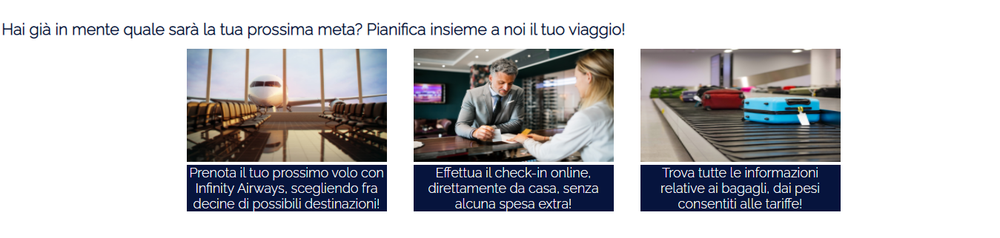 Hai già in mente quale sarà la tua prossima meta? Pianifica insieme a noi il tuo viaggio!
Prenota il tuo prossimo volo con
Infinity Airways, scegliendo fra
decine di possibili destinazioni!
Effettua il check-in online,
direttamente da casa, senza
alcuna spesa extra!
Trova tutte le informazioni
relative ai bagagli, dai pesi
consentiti alle tariffe!